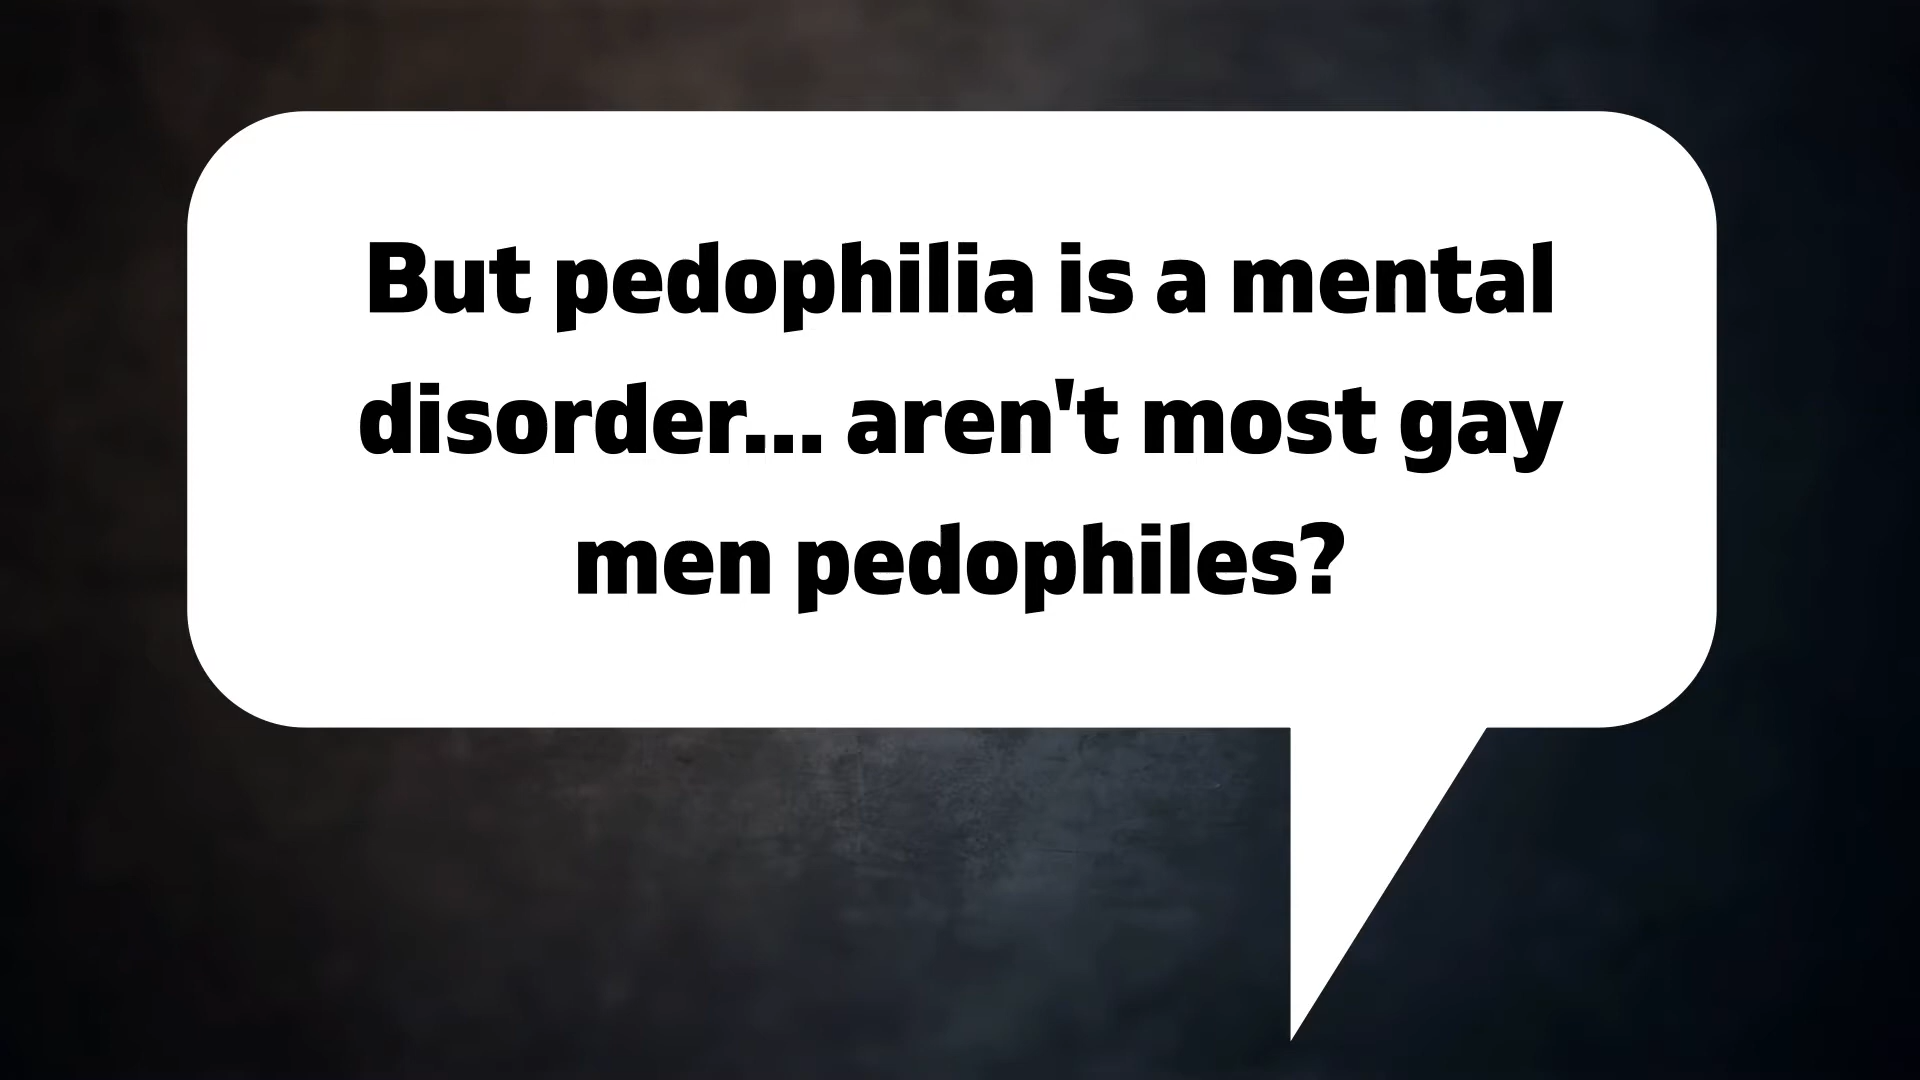 But pedophilia is a mental
disorder... aren't most gay
men pedophiles?